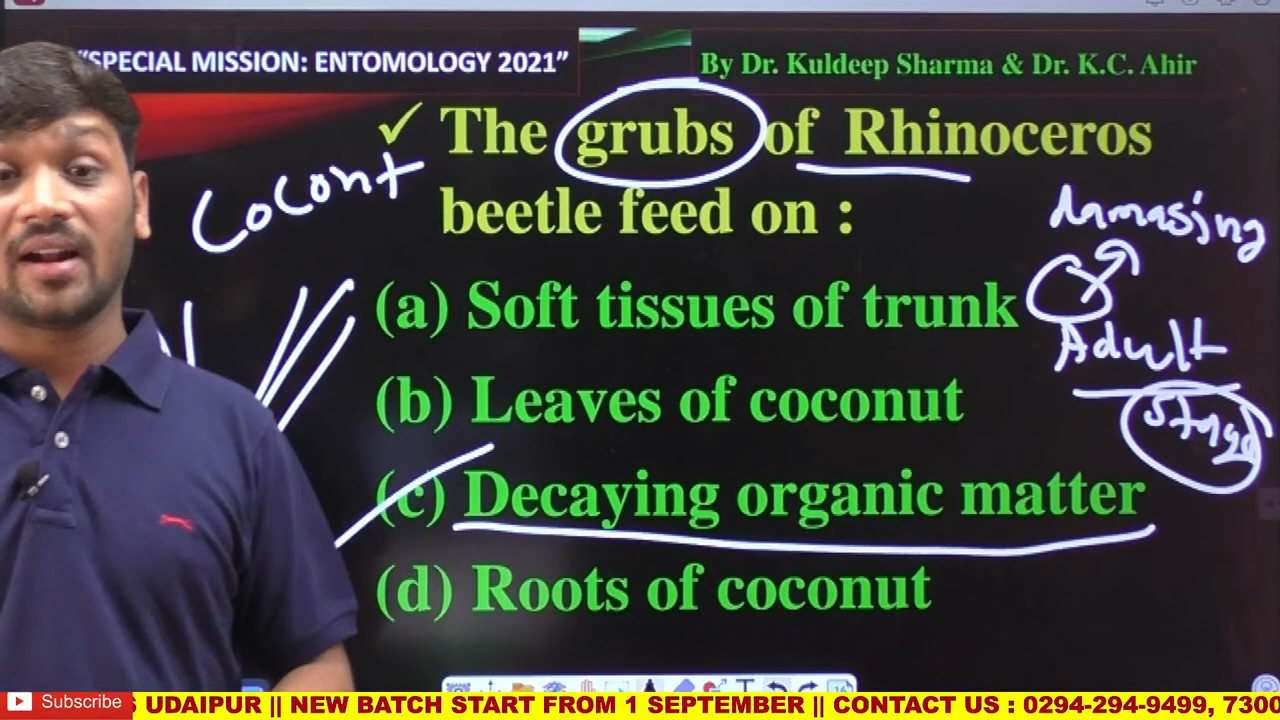 "SPECIAL MISSION: ENTOMOLOGY 2021"
By Dr. Kuldeep Sharma & Dr. K.C. Ahir
✓ The grubs of Rhinoceros
beetle feed on :
Cocont
(a) Soft tissues of trunk
(b) Leaves of coconut
(c) Decaying organic matter
(d) Roots of coconut
Adult
Subscribe
UDAIPUR || NEW BATCH START FROM 1 SEPTEMBER || CONTACT US : 0294-294-9499, 7300